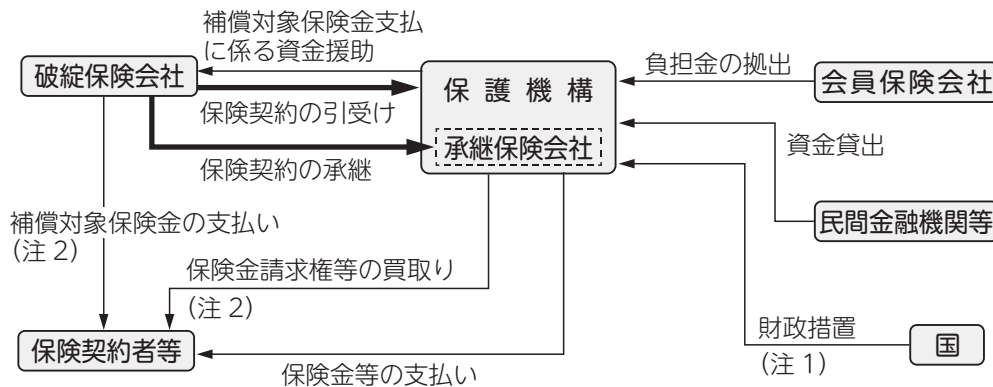 補償対象保険金支払
に係る資金援助
破綻保険会社
保険契約の引受け
保険契約の承継
保護機構
承継保険会社
負担金の拠出
会員保険会社
資金貸出
民間金融機関等
補償対象保険金の支払い
(注 2)
保険金請求権等の買取り
(注 2)
財政措置
(注 1)
国
保険契約者等
保険金等の支払い